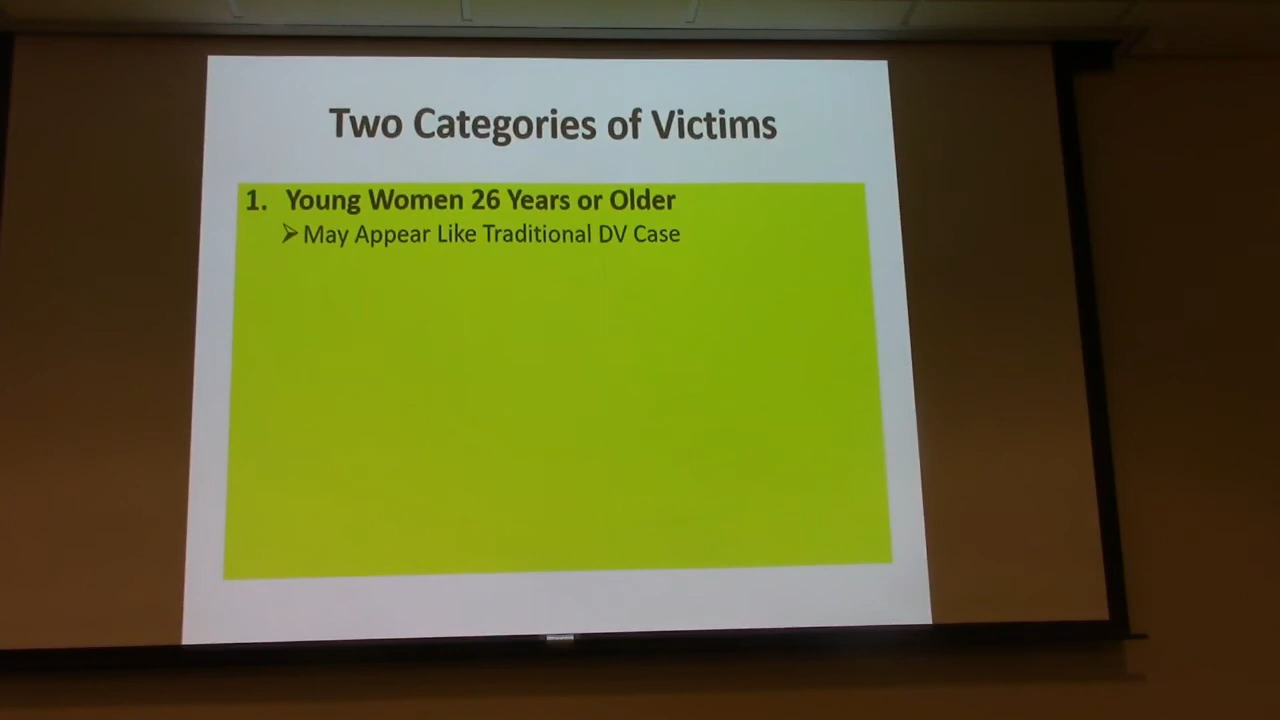 Two Categories of Victims
1. Young Women 26 Years or Older
➢ May Appear Like Traditional DV Case